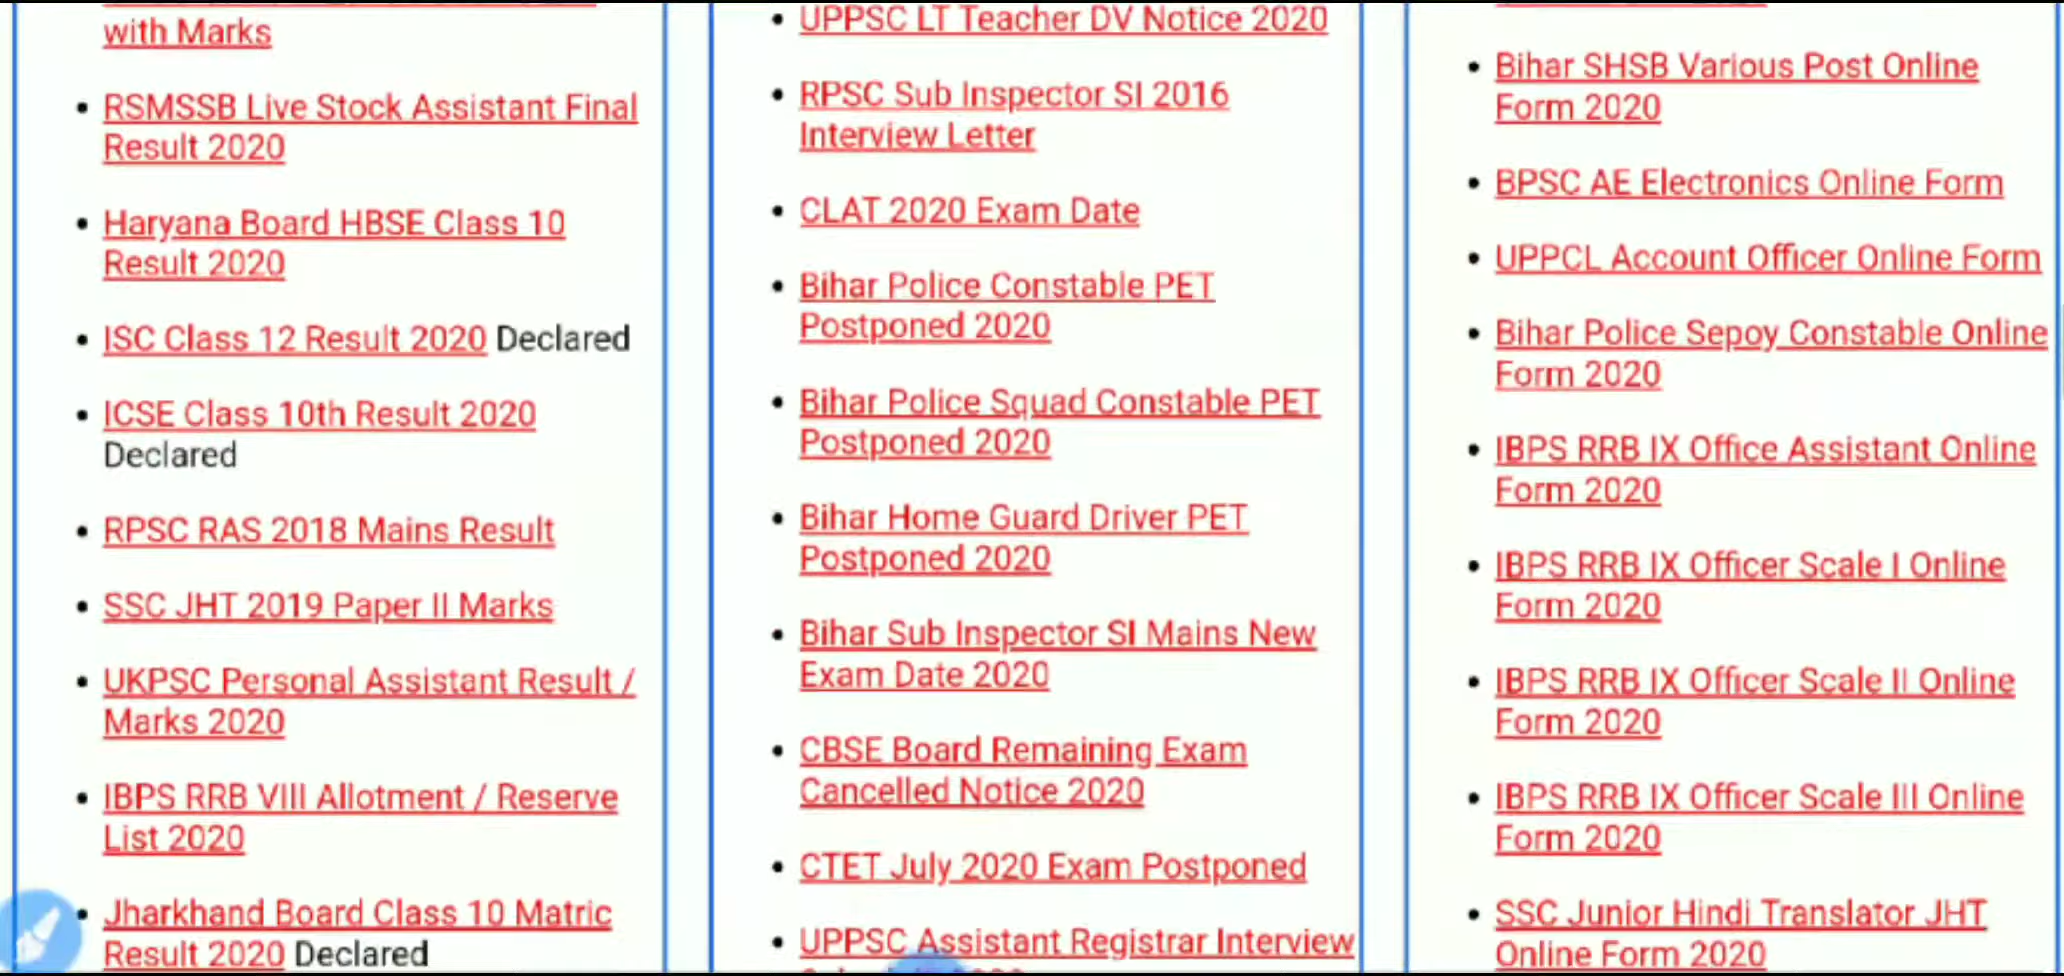 with Marks
RSMSSB Live Stock Assistant Final
Result 2020
Haryana Board HBSE Class 10
Result 2020
ISC Class 12 Result 2020 Declared
ICSE Class 10th Result 2020
Declared
RPSC RAS 2018 Mains Result
SSC JHT 2019 Paper II Marks
UKPSC Personal Assistant Result /
Marks 2020
IBPS RRB VIII Allotment / Reserve
List 2020
Jharkhand Board Class 10 Matric
Result 2020 Declared
UPPSC LT Teacher DV Notice 2020
RPSC Sub Inspector SI 2016
Interview Letter
CLAT 2020 Exam Date
Bihar Police Constable PET
Postponed 2020
Bihar Police Squad Constable PET
Postponed 2020
Bihar Home Guard Driver PET
Postponed 2020
Bihar Sub Inspector SI Mains New
Exam Date 2020
CBSE Board Remaining Exam
Cancelled Notice 2020
CTET July 2020 Exam Postponed
UPPSC Assistant Registrar Interview
Bihar SHSB Various Post Online
Form 2020
BPSC AE Electronics Online Form
UPPCL Account Officer Online Form
Bihar Police Sepoy Constable Online
Form 2020
IBPS RRB IX Office Assistant Online
Form 2020
IBPS RRB IX Officer Scale I Online
Form 2020
IBPS RRB IX Officer Scale II Online
Form 2020
IBPS RRB IX Officer Scale III Online
Form 2020
SSC Junior Hindi Translator JHT
Online Form 2020